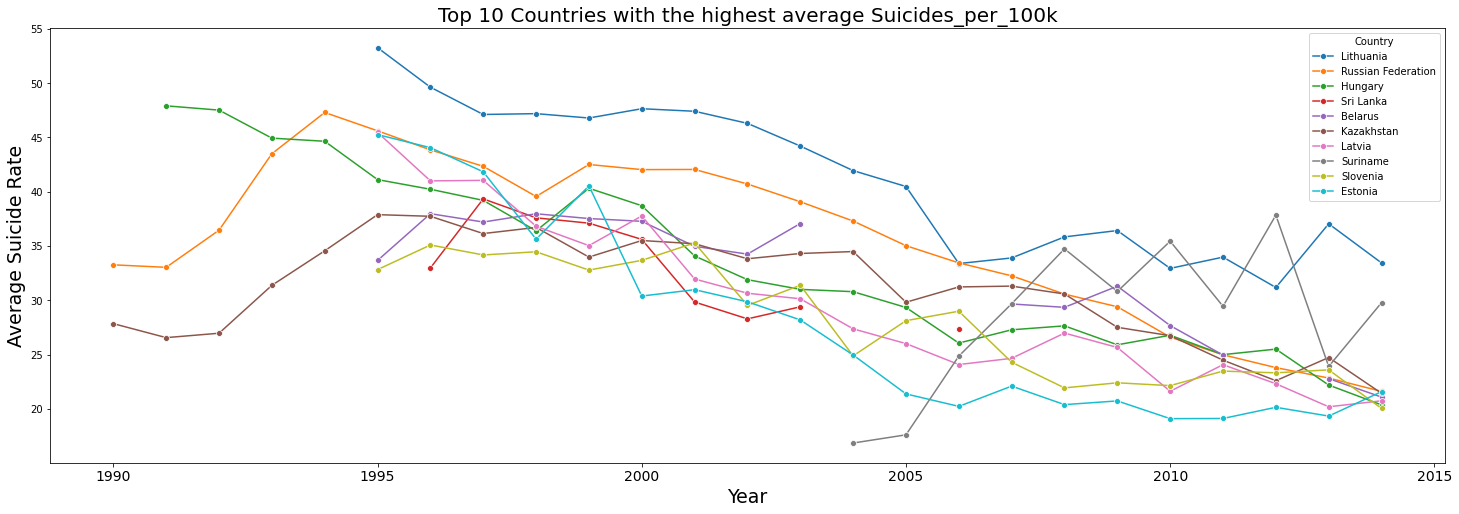 Top 10 Countries with the highest average Suicides_per_100k
Average Suicide Rate
55
50
45
40
35
30
25
20
Country
Lithuania
Russian Federation
Hungary
Sri Lanka
Belarus
Kazakhstan
Latvia
Suriname
Slovenia
Estonia
1990 1995 2000 2005 2010 2015
Year